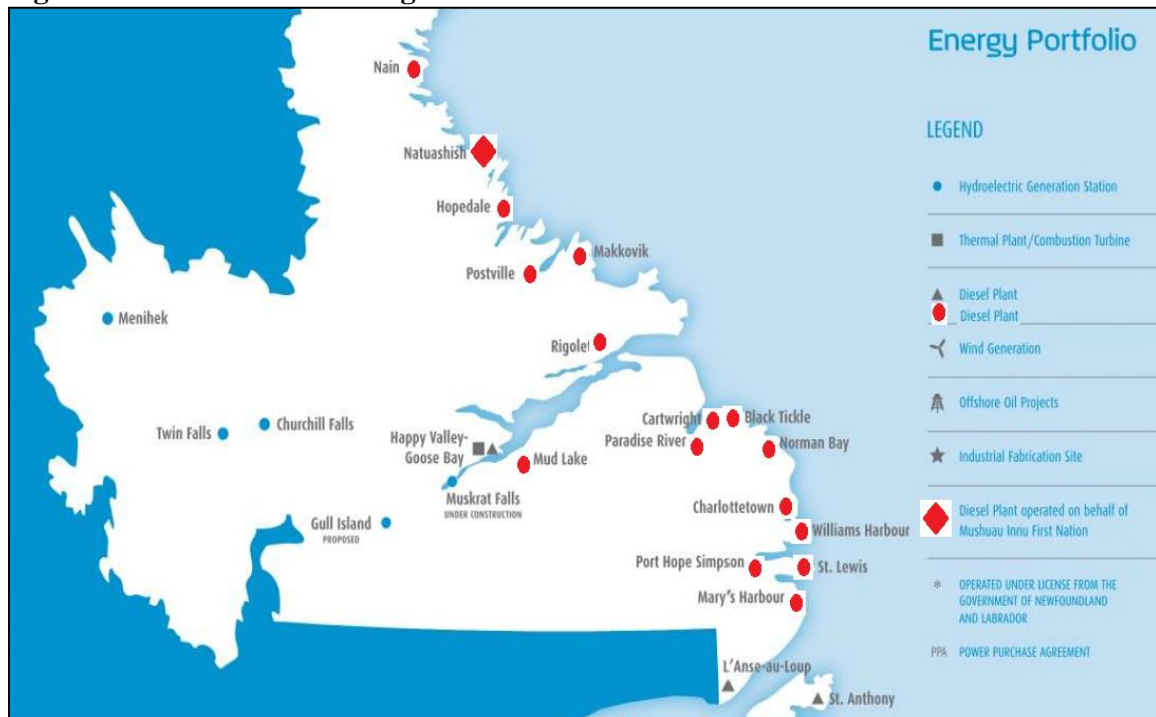 Energy Portfolio
LEGEND
Hydroelectric Generation Station
Thermal Plant/Combustion Turbine
Diesel Plant
Diesel Plant
Wind Generation
Offshore Oil Projects
Industrial Fabrication Site
Diesel Plant operated on behalf of
Mushuau Innu First Nation
* OPERATED UNDER LICENSE FROM THE
GOVERNMENT OF NEWFOUNDLAND
AND LABRADOR
PPA POWER PURCHASE AGREEMENT
Nain
Natuashish
Hopedale
Makkovik
Postville
Menihek
Rigolet
Cartwright
Black Tickle
Twin Falls
Churchill Falls
Happy Valley-
Goose Bay
Paradise River
Norman Bay
Mud Lake
Muskrat Falls
UNDER CONSTRUCTION
Charlottetown
Gull Island
PROPOSED
Williams Harbour
Port Hope Simpson
St. Lewis
Mary's Harbour
L'Anse-au-Loup
St. Anthony